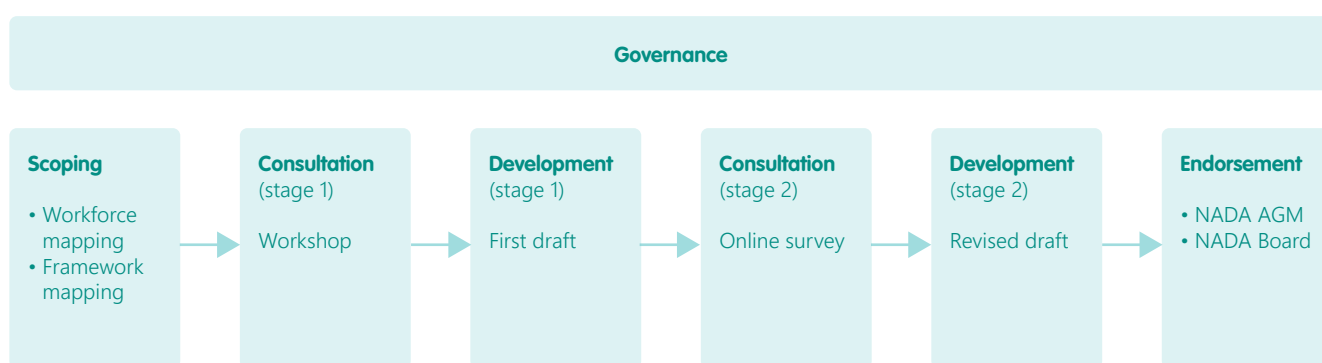 Governance
Scoping
• Workforce
mapping
• Framework
mapping
Consultation
(stage 1)
Workshop
Development
(stage 1)
First draft
Consultation
(stage 2)
Online survey
Development
(stage 2)
Revised draft
Endorsement
• NADA AGM
• NADA Board